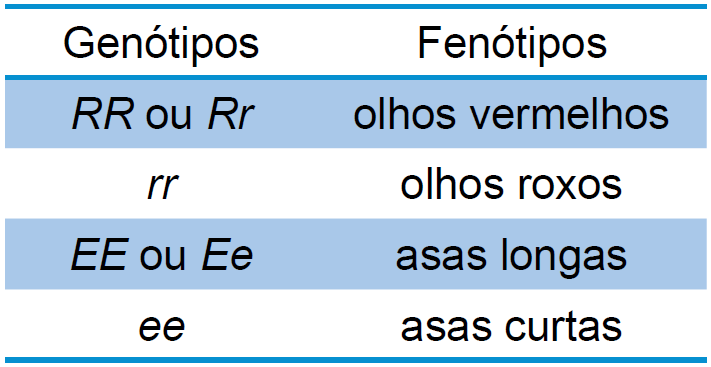 Genótipos Fenótipos
RR ou Rr olhos vermelhos
rr olhos roxos
EE ou Ee asas longas
ee asas curtas